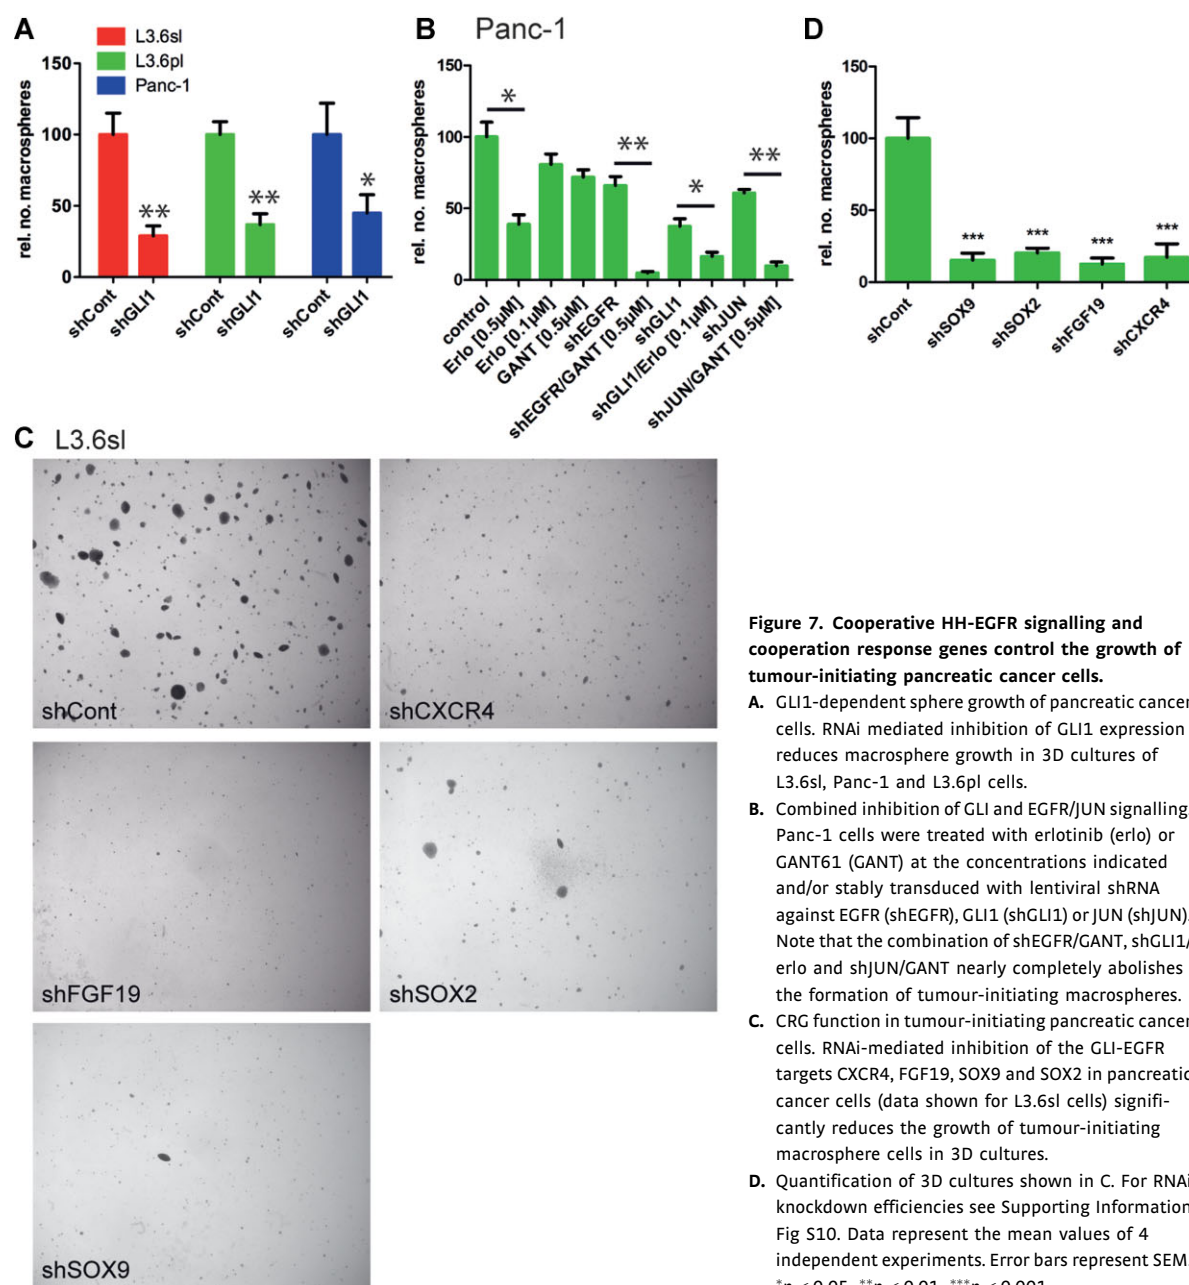 A
L3.6sl
L3.6pl
Panc-1
rel. no. macrospheres
150
100
50
0
**
**
*
shCont
shGLI1
shCont
shGLI1
shCont
shGLI1
B Panc-1
rel. no. macrospheres
150
100
50
0
*
**
*
**
control
Erlo [0.5µM]
Erlo [0.1µM]
GANT [0.5µM]
shEGFR
shEGFR/GANT [0.5µM]
shGLI1
shGLI1/Erlo [0.1µM]
shJUN
shJUN/GANT [0.5µM]
D
rel. no. macrospheres
150
100
50
0
***
***
***
***
shCont
shSOX9
shSOX2
shFGF19
shCXCR4
C L3.6sl
shCont
shCXCR4
shFGF19
shSOX2
shSOX9
Figure 7. Cooperative HH-EGFR signalling and
cooperation response genes control the growth of
tumour-initiating pancreatic cancer cells.
A. GLI1-dependent sphere growth of pancreatic cancer
cells. RNAi mediated inhibition of GLI1 expression
reduces macrosphere growth in 3D cultures of
L3.6sl, Panc-1 and L3.6pl cells.
B. Combined inhibition of GLI and EGFR/JUN signalling.
Panc-1 cells were treated with erlotinib (erlo) or
GANT61 (GANT) at the concentrations indicated
and/or stably transduced with lentiviral shRNA
against EGFR (shEGFR), GLI1 (shGLI1) or JUN (shJUN).
Note that the combination of shEGFR/GANT, shGLI1/
erlo and shJUN/GANT nearly completely abolishes
the formation of tumour-initiating macrospheres.
C. CRG function in tumour-initiating pancreatic cancer
cells. RNAi-mediated inhibition of the GLI-EGFR
targets CXCR4, FGF19, SOX9 and SOX2 in pancreatic
cancer cells (data shown for L3.6sl cells) signifi-
cantly reduces the growth of tumour-initiating
macrosphere cells in 3D cultures.
D. Quantification of 3D cultures shown in C. For RNAi
knockdown efficiencies see Supporting Information
Fig S10. Data represent the mean values of 4
independent experiments. Error bars represent SEM.
*p < 0.05, **p < 0.01, ***p < 0.001